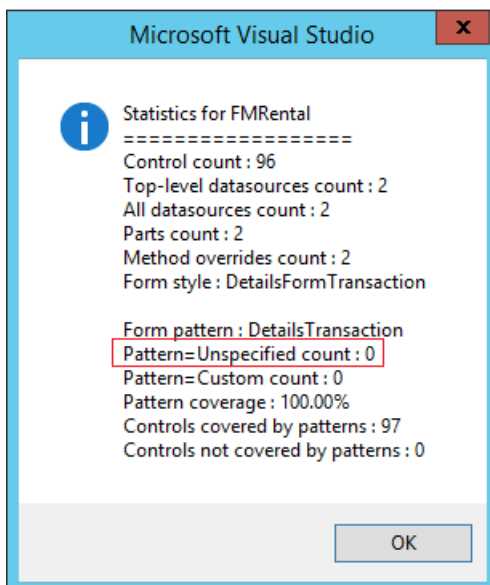 Microsoft Visual Studio
x
Statistics for FMRental
==================
Control count : 96
Top-level datasources count : 2
All datasources count : 2
Parts count : 2
Method overrides count : 2
Form style : DetailsFormTransaction
Form pattern : DetailsTransaction
Pattern=Unspecified count : 0
Pattern=Custom count : 0
Pattern coverage : 100.00%
Controls covered by patterns : 97
Controls not covered by patterns : 0
OK